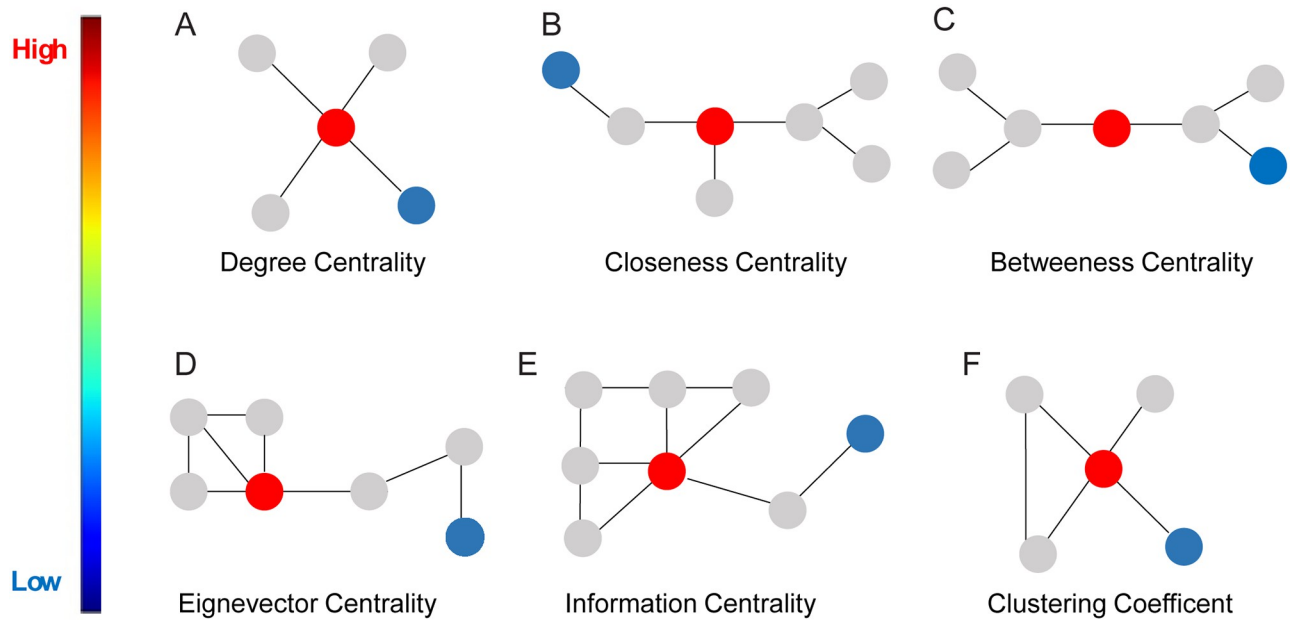 High
A
B
C
Degree Centrality
Closeness Centrality
Betweeness Centrality
D
E
F
Low
Eignevector Centrality
Information Centrality
Clustering Coefficent